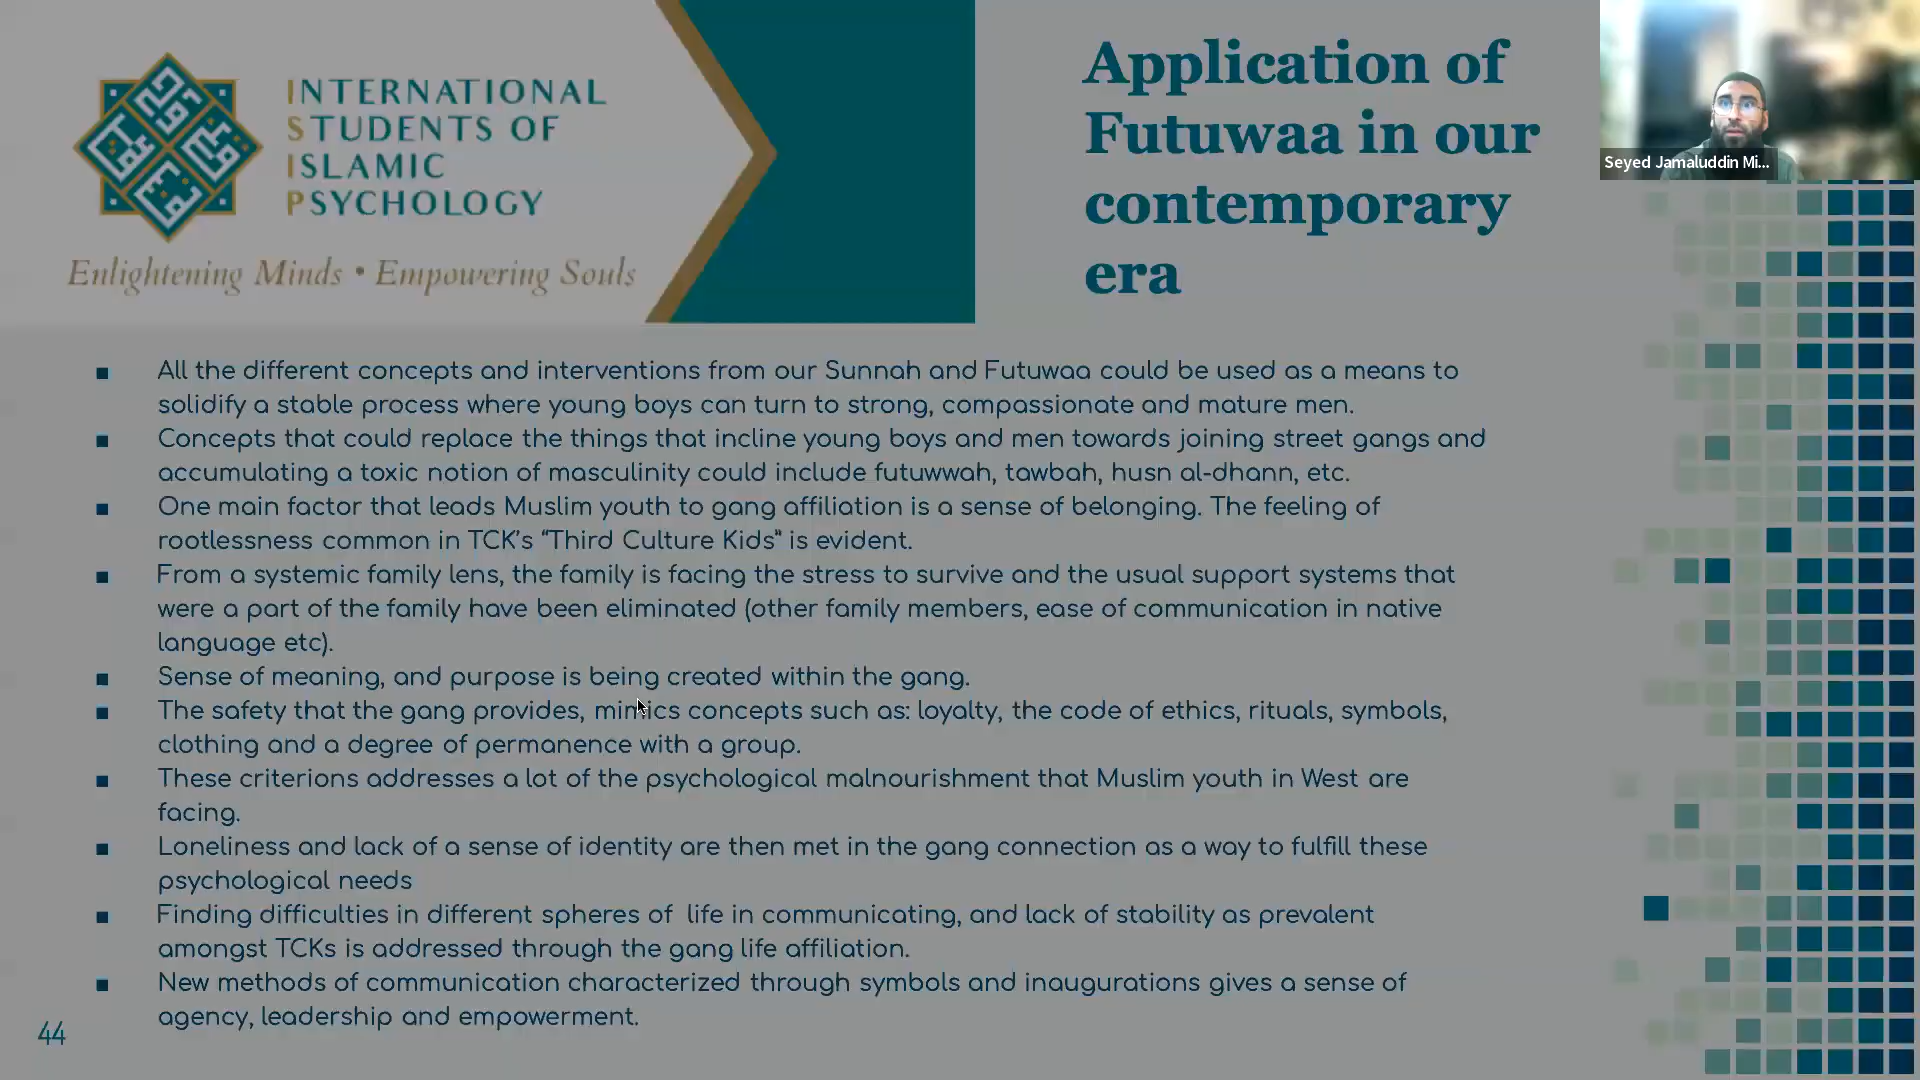 INTERNATIONAL
STUDENTS OF
ISLAMIC
PSYCHOLOGY
Enlightening Minds • Empowering Souls
Application of
Futuwaa in our
contemporary
era
Seyed Jamaluddin Mi...
▪ All the different concepts and interventions from our Sunnah and Futuwaa could be used as a means to
solidify a stable process where young boys can turn to strong, compassionate and mature men.
▪ Concepts that could replace the things that incline young boys and men towards joining street gangs and
accumulating a toxic notion of masculinity could include futuwwah, tawbah, husn al-dhann, etc.
▪ One main factor that leads Muslim youth to gang affiliation is a sense of belonging. The feeling of
rootlessness common in TCK’s “Third Culture Kids” is evident.
▪ From a systemic family lens, the family is facing the stress to survive and the usual support systems that
were a part of the family have been eliminated (other family members, ease of communication in native
language etc).
▪ Sense of meaning, and purpose is being created within the gang.
▪ The safety that the gang provides, mimics concepts such as: loyalty, the code of ethics, rituals, symbols,
clothing and a degree of permanence with a group.
▪ These criterions addresses a lot of the psychological malnourishment that Muslim youth in West are
facing.
▪ Loneliness and lack of a sense of identity are then met in the gang connection as a way to fulfill these
psychological needs
▪ Finding difficulties in different spheres of life in communicating, and lack of stability as prevalent
amongst TCKs is addressed through the gang life affiliation.
▪ New methods of communication characterized through symbols and inaugurations gives a sense of
agency, leadership and empowerment.
44